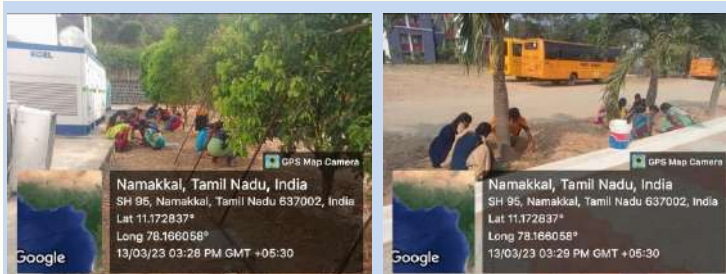 GPS Map Camera
Namakkal, Tamil Nadu, India
SH 95, Namakkal, Tamil Nadu 637002, India
Lat 11.172837°
Long 78.166058°
13/03/23 03:28 PM GMT +05:30
Google
GPS Map Camera
Namakkal, Tamil Nadu, India
SH 95, Namakkal, Tamil Nadu 637002, India
Lat 11.172837°
Long 78.166058°
13/03/23 03:29 PM GMT +05:30
Google